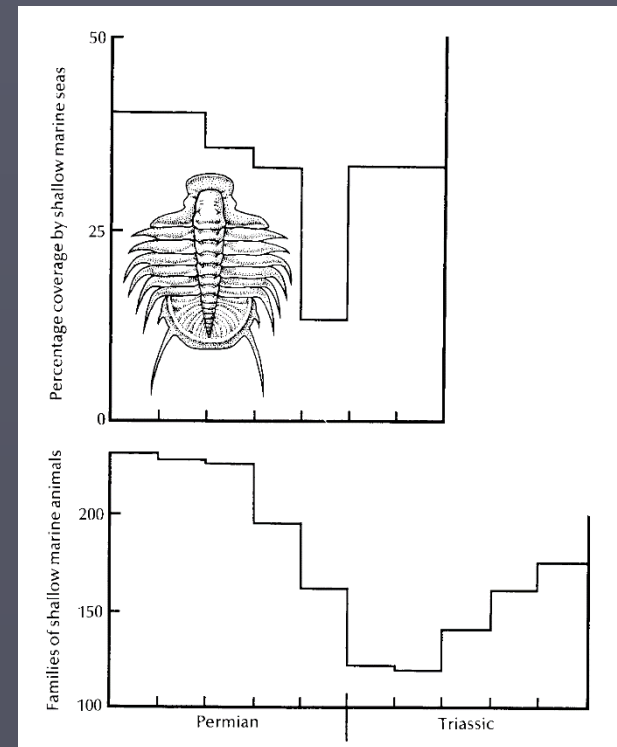 50
Percentage coverage by shallow marine seas
25
0
Families of shallow marine animals
200
150
100
Permian
Triassic